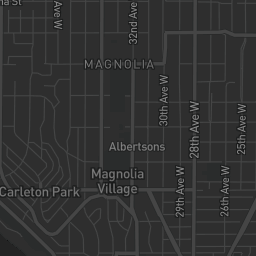 Ave W
32nd Ave W
MAGNOLIA
30th Ave W
28th Ave W
25th Ave W
Albertsons
Magnolia
Village
Carleton Park
29th Ave W
26th Ave W